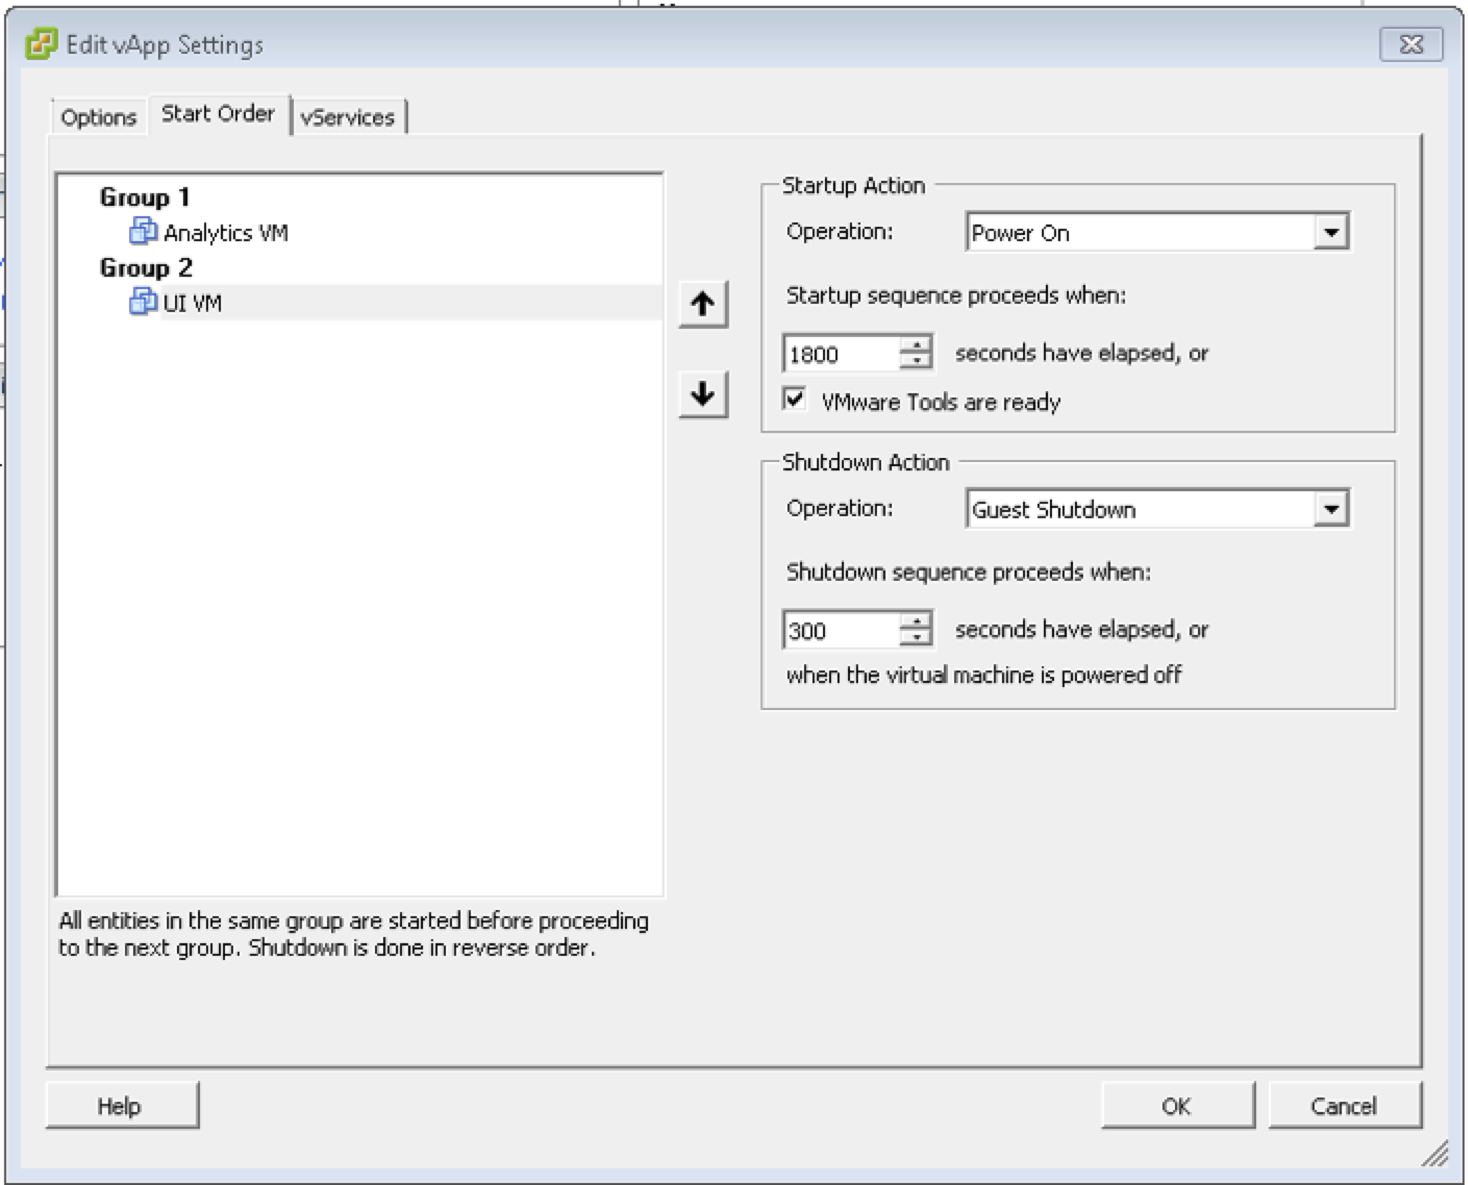 Edit vApp Settings
Options
Start Order
vServices
Group 1
Analytics VM
Group 2
UI VM
Startup Action
Operation:
Power On
Startup sequence proceeds when:
1800
seconds have elapsed, or
VMware Tools are ready
Shutdown Action
Operation:
Guest Shutdown
Shutdown sequence proceeds when:
300
seconds have elapsed, or
when the virtual machine is powered off
All entities in the same group are started before proceeding
to the next group. Shutdown is done in reverse order.
Help
OK
Cancel